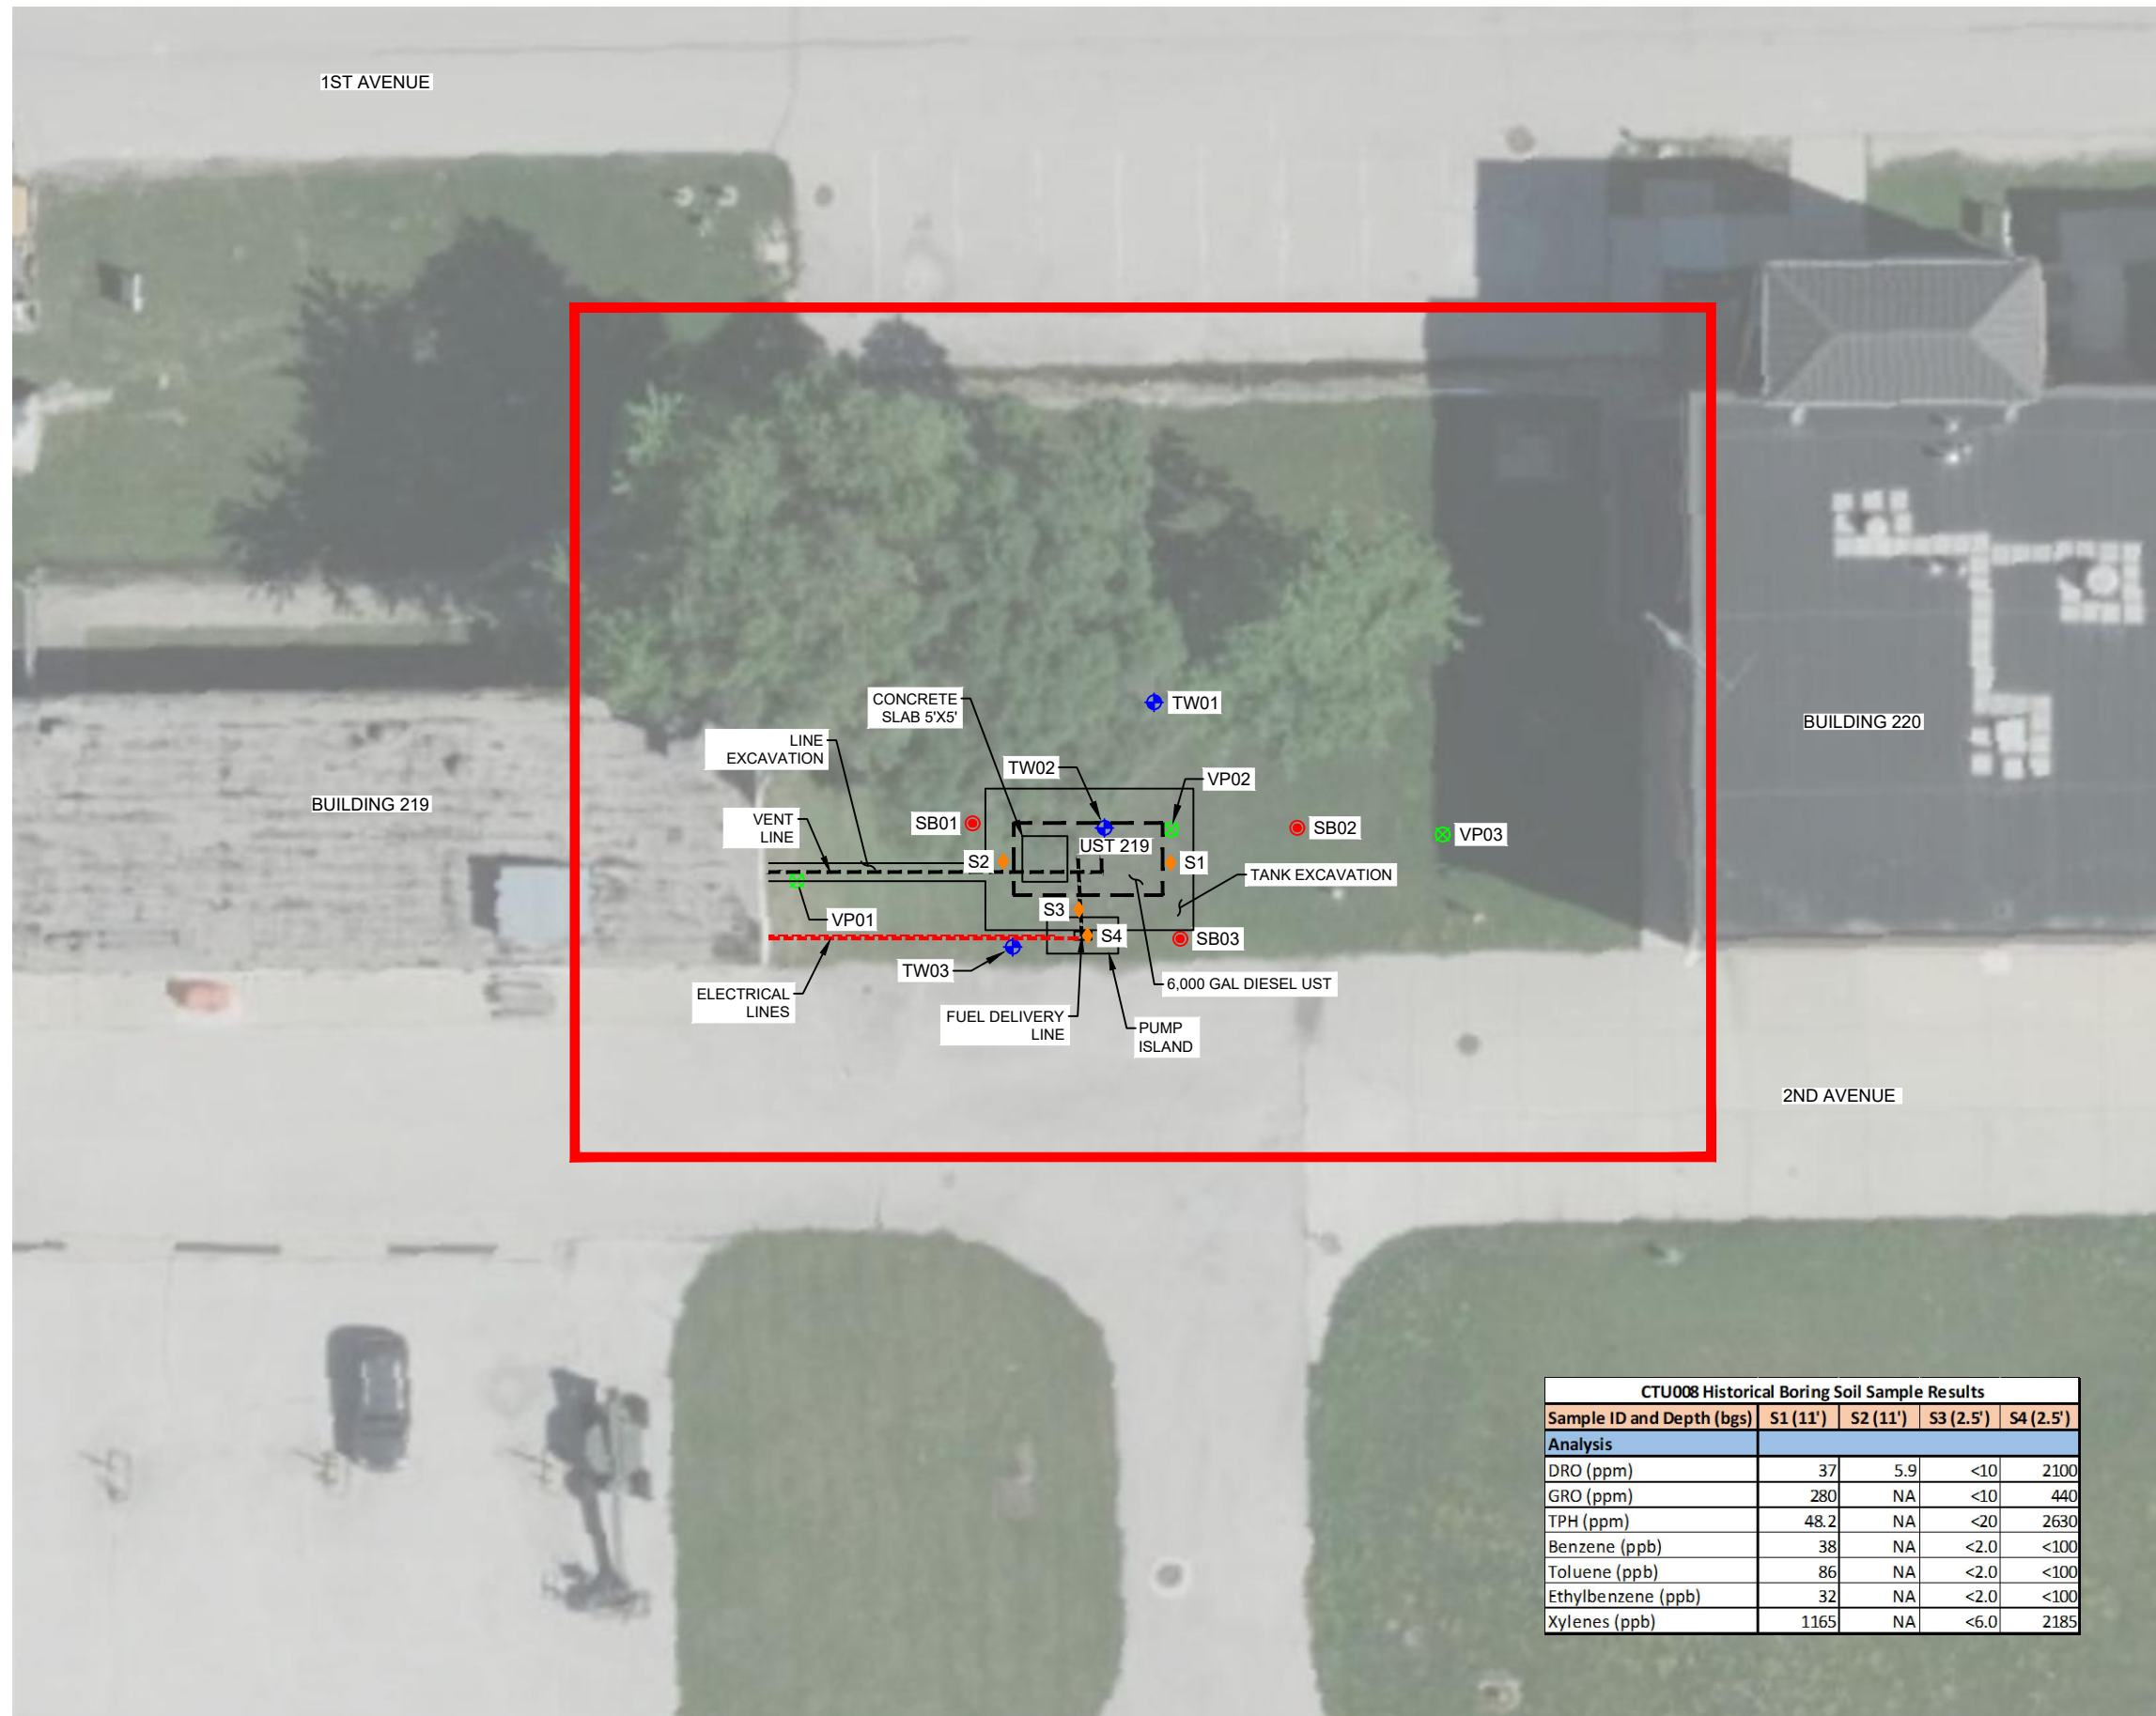 1ST AVENUE
CONCRETE
SLAB 5'X5'
TW01
LINE
EXCAVATION
BUILDING 220
TW02
VP02
BUILDING 219
VENT
LINE
SB01
SB02
VP03
UST 219
S2
S1
TANK EXCAVATION
S3
VP01
S4
SB03
TW03
6,000 GAL DIESEL UST
ELECTRICAL
LINES
FUEL DELIVERY
LINE
PUMP
ISLAND
2ND AVENUE
CTU008 Historical Boring Soil Sample Results
Sample ID and Depth (bgs) S1 (11') S2 (11') S3 (2.5') S4 (2.5')
Analysis
DRO (ppm) 37 5.9 <10 2100
GRO (ppm) 280 NA <10 440
TPH (ppm) 48.2 NA <20 2630
Benzene (ppb) 38 NA <2.0 <100
Toluene (ppb) 86 NA <2.0 <100
Ethylbenzene (ppb) 32 NA <2.0 <100
Xylenes (ppb) 1165 NA <6.0 2185